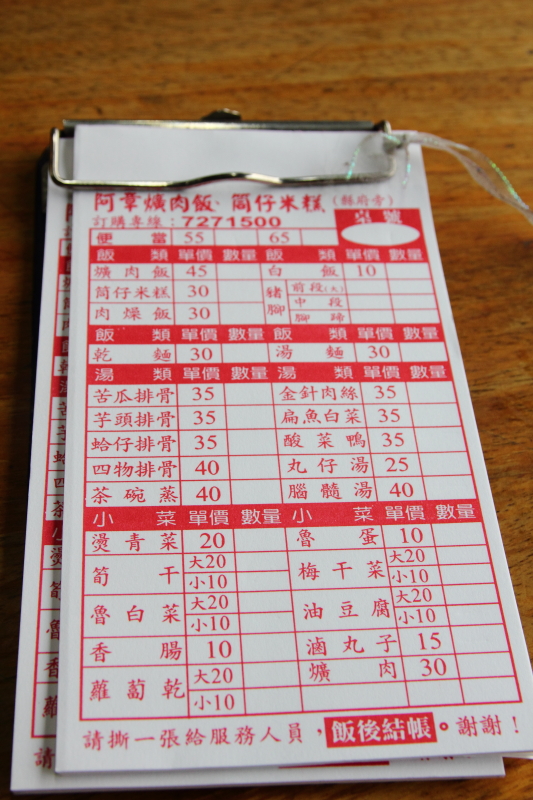 阿章爌肉飯、筒仔米糕(縣府旁)
訂購專線:7271500 桌號
便當 55 65
飯類 單價 數量 飯類 單價 數量
爌肉飯 45 白飯 10
筒仔米糕 30 豬腳 前段(大)
肉燥飯 30 中段
腳蹄
飯類 單價 數量 飯類 單價 數量
乾麵 30 湯麵 30
湯類 單價 數量 湯類 單價 數量
苦瓜排骨 35 金針肉絲 35
芋頭排骨 35 扁魚白菜 35
蛤仔排骨 35 酸菜鴨 35
四物排骨 40 丸仔湯 25
茶碗蒸 40 腦髓湯 40
小菜 單價 數量 小菜 單價 數量
燙青菜 20 魯蛋 10
筍干 大20 梅干菜 大20
小10 小10
魯白菜 大20 油豆腐 大20
小10 小10
香腸 10 滷丸子 15
蘿蔔乾 大20 爌肉 30
小10
請撕一張給服務人員,飯後結帳。謝謝!